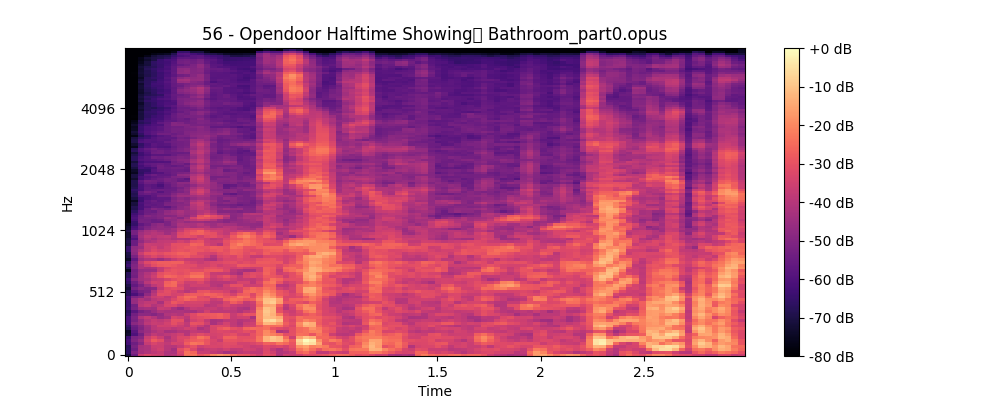 56 - Opendoor Halftime Showing Bathroom_part0.opus
Hz
4096
2048
1024
512
0
0
0.5
1
1.5
2
2.5
Time
+0 dB
-10 dB
-20 dB
-30 dB
-40 dB
-50 dB
-60 dB
-70 dB
-80 dB